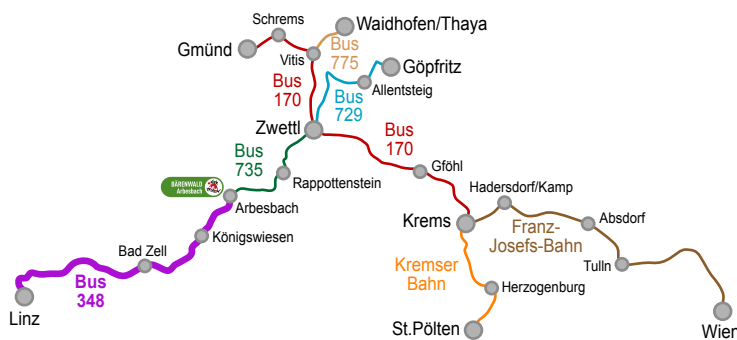 Schrems
Waidhofen/Thaya
Gmünd
Vitis
Bus
775
Göpfritz
Bus
170
Allentsteig
Bus
729
Zwettl
Bus
170
Bus
735
Gföhl
Rappottenstein
BÄRENWALD
Arbesbach
Arbesbach
Hadersdorf/Kamp
Krems
Absdorf
Franz-
Josefs-Bahn
Königswiesen
Bad Zell
Tulln
Kremser
Bahn
Bus
348
Herzogenburg
Linz
St.Pölten
Wien